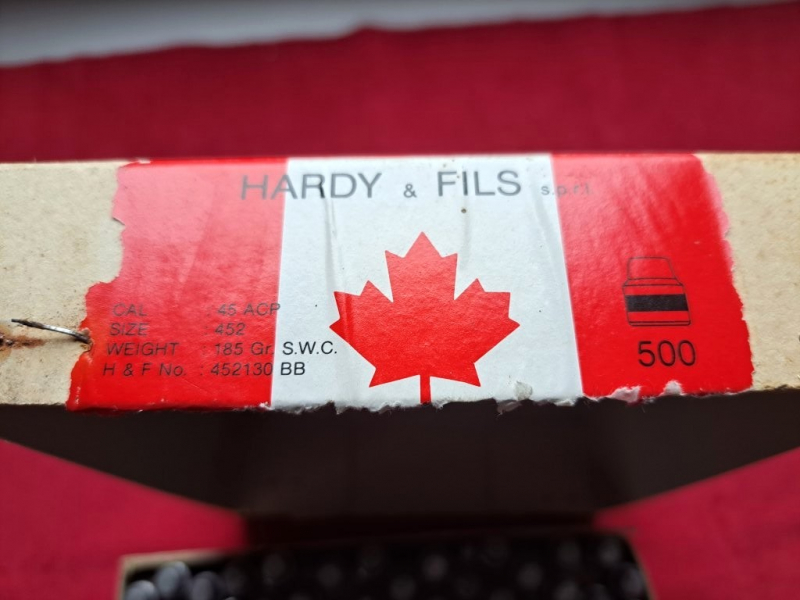 HARDY & FILS s.p.r.l.
CAL : 45 ACP
SIZE : 452
WEIGHT : 185 Gr. S.W.C.
H & F No. : 452130 BB
500